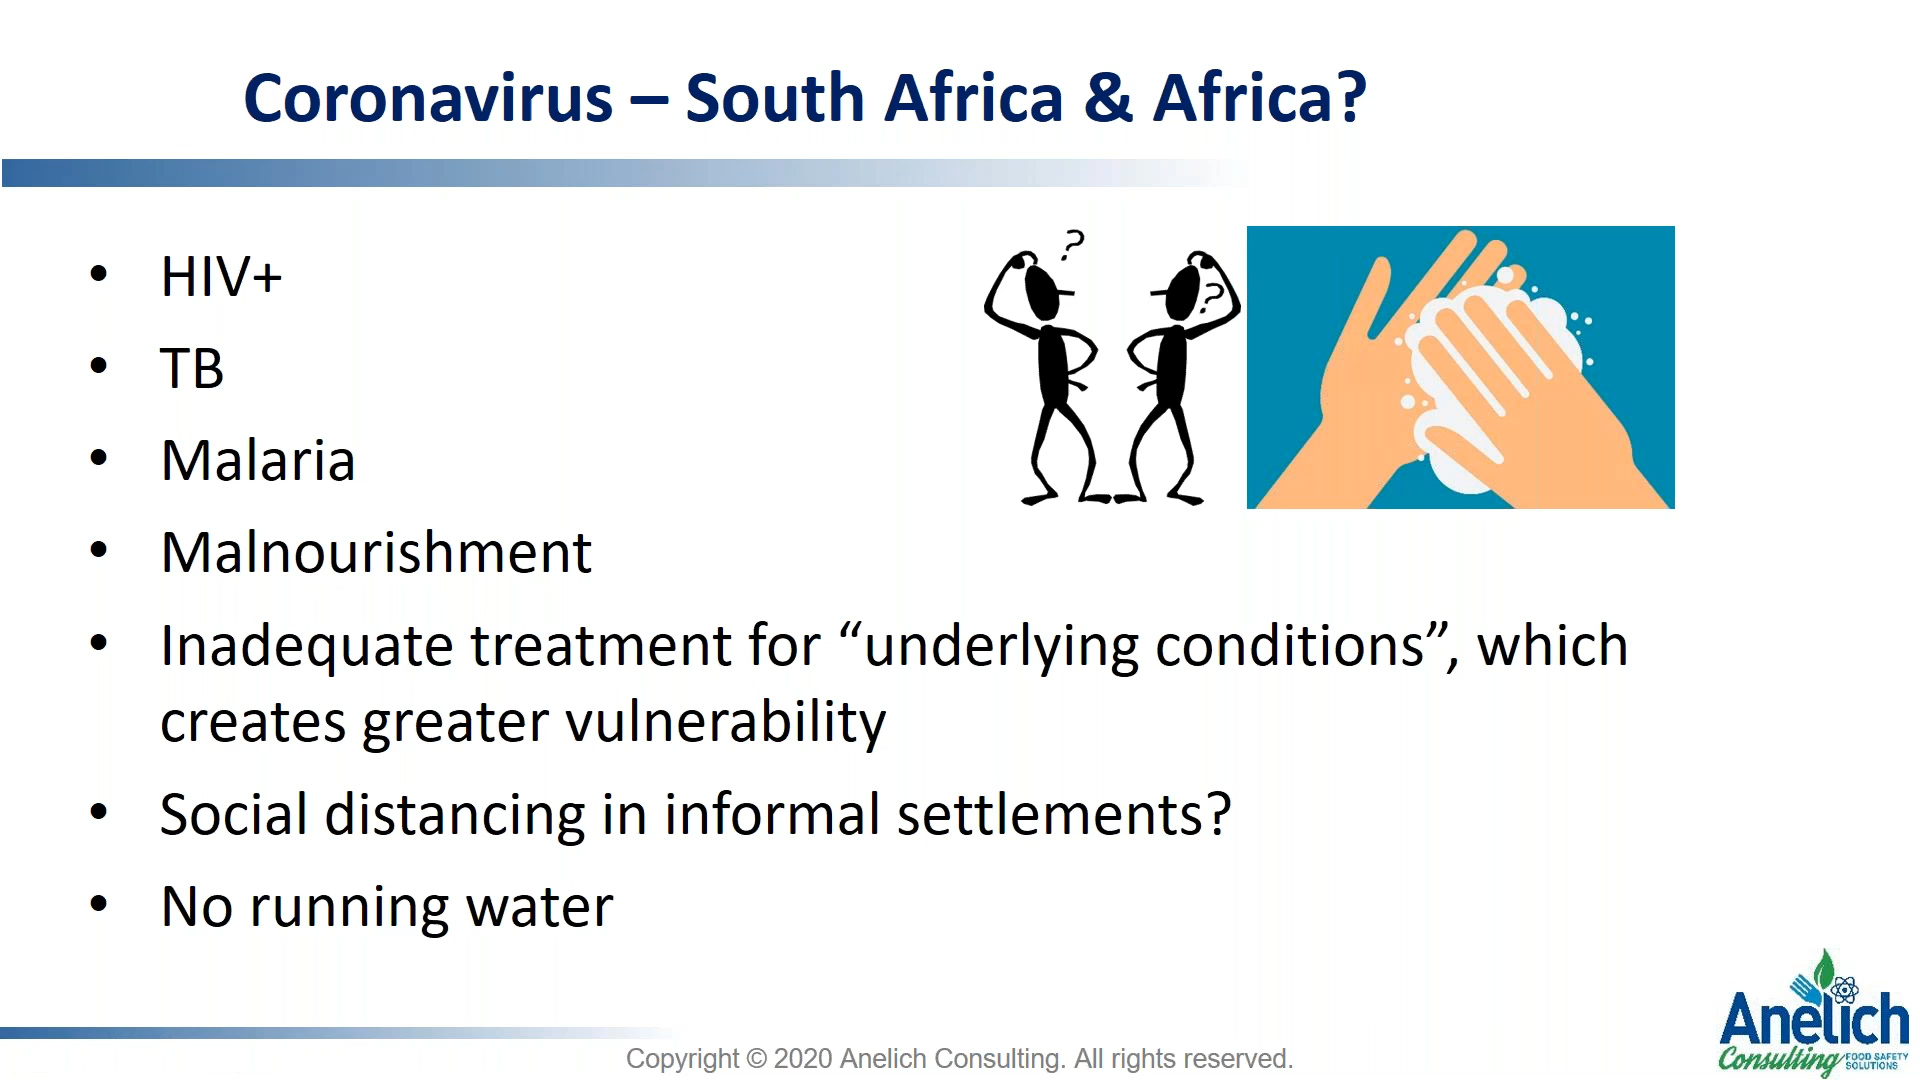 Coronavirus – South Africa & Africa?
?
?
• HIV+
• TB
• Malaria
• Malnourishment
• Inadequate treatment for “underlying conditions”, which
creates greater vulnerability
• Social distancing in informal settlements?
• No running water
Anelich
Consulting FOOD SAFETY
SOLUTIONS
Copyright © 2020 Anelich Consulting. All rights reserved.